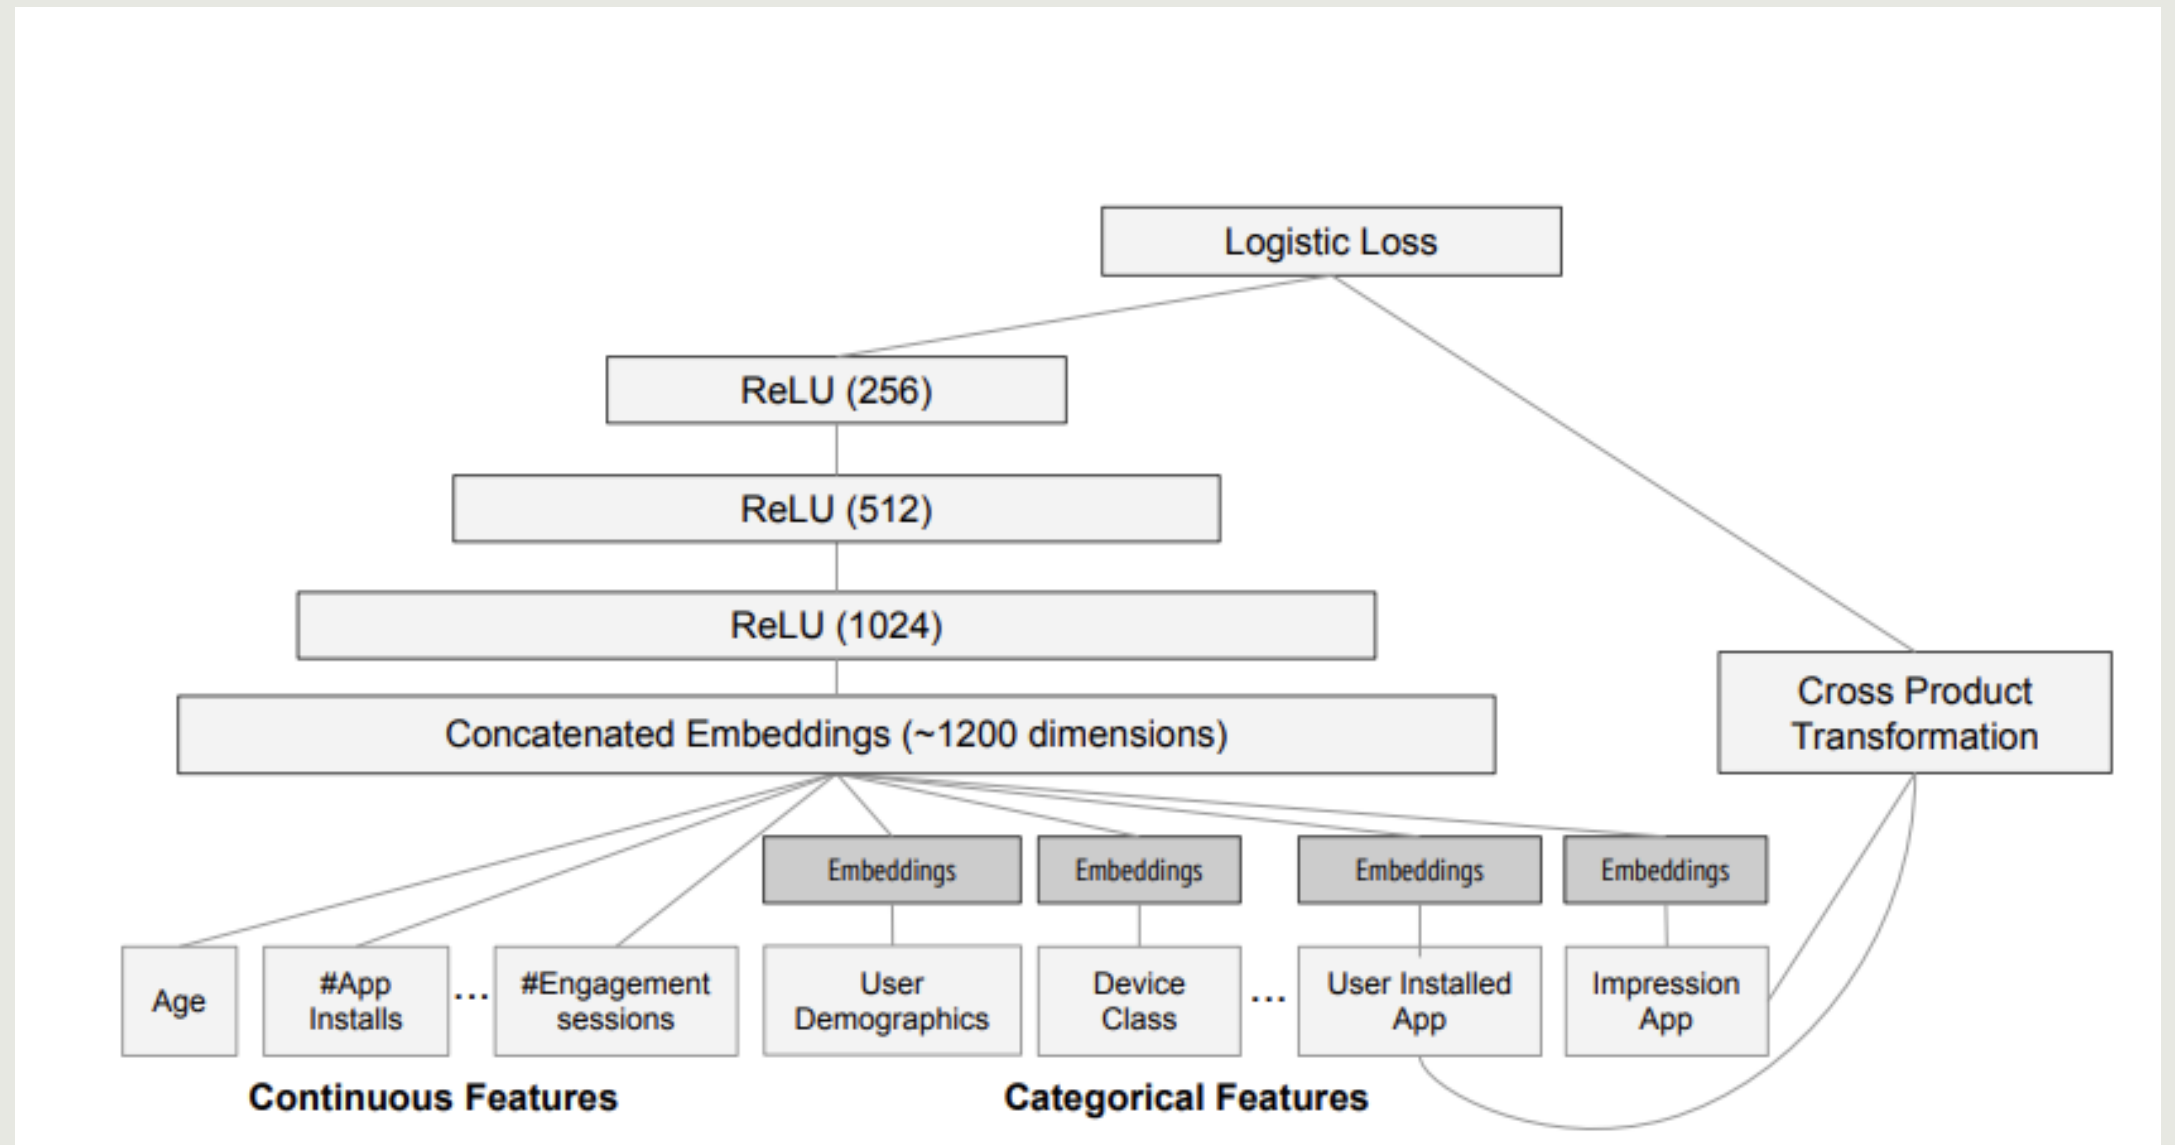 Logistic Loss
ReLU (256)
ReLU (512)
ReLU (1024)
Concatenated Embeddings (~1200 dimensions)
Cross Product
Transformation
Embeddings
Embeddings
Embeddings
Embeddings
Age
#App
Installs
...
#Engagement
sessions
User
Demographics
Device
Class
...
User Installed
App
Impression
App
Continuous Features
Categorical Features